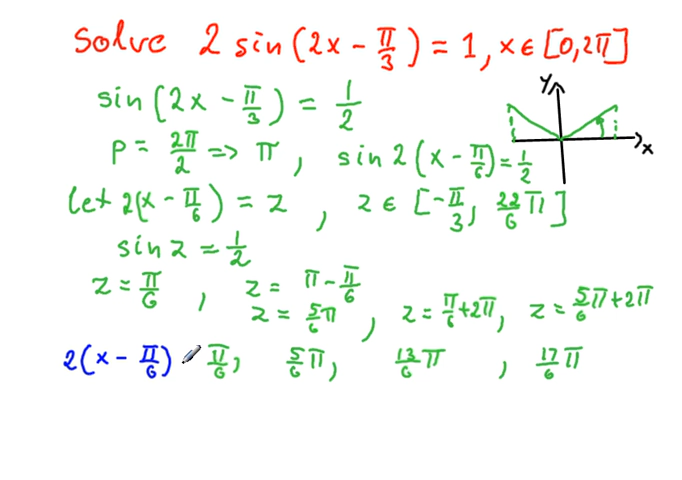 Solve 2 sin(2x - π/3) = 1, x ∈ [0, 2π]
sin(2x - π/3) = 1/2
P = 2π/2 => π, sin 2(x - π/6) = 1/2
let 2(x - π/6) = z, z ∈ [-π/3, 22/6 π]
sin z = 1/2
z = π/6, z = π - π/6
z = 5/6 π, z = π/6 + 2π, z = 5/6 π + 2π
2(x - π/6) π/6, 5/6 π, 13/6 π, 17/6 π
y
x